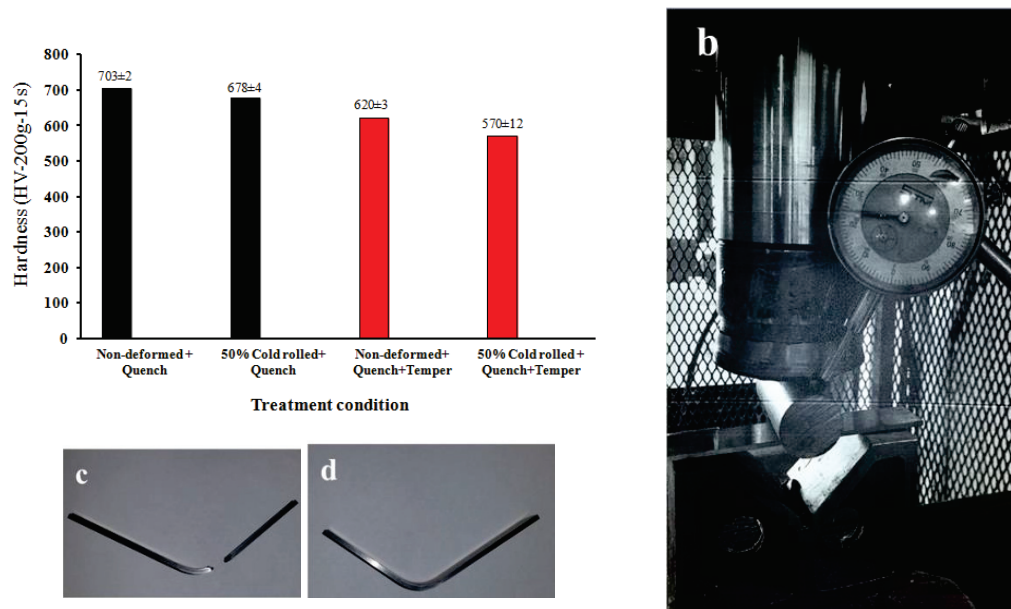 Hardness (HV-200g-15s)
800
700
600
500
400
300
200
100
0
703±2
678±4
620±3
570±12
Non-deformed +
Quench
50% Cold rolled+
Quench
Non-deformed+
Quench+Temper
50% Cold rolled +
Quench+Temper
Treatment condition
b
c
d